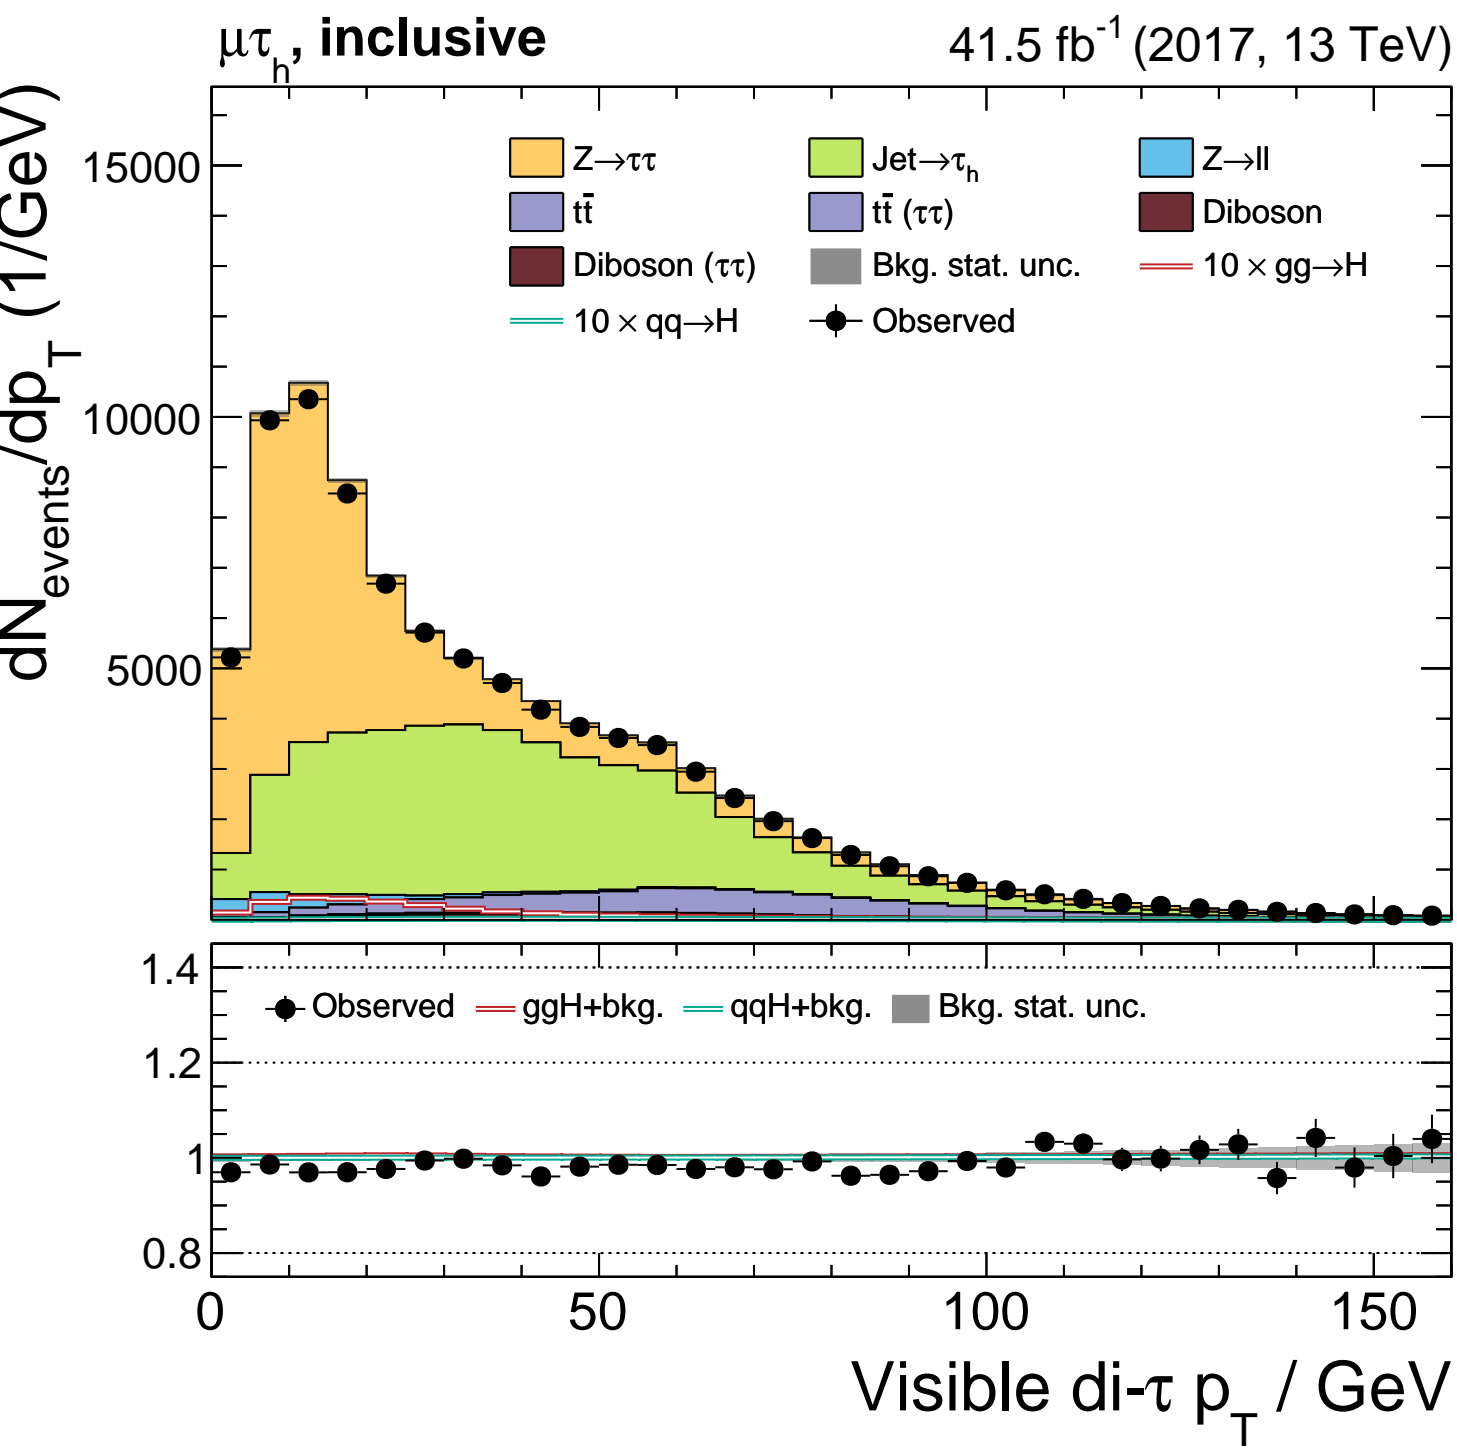 μτh, inclusive 41.5 fb-1 (2017, 13 TeV)
dNevents/dpT (1/GeV)
15000
10000
5000
Z→ττ Jet→τh Z→ll
tt̄ tt̄ (ττ) Diboson
Diboson (ττ) Bkg. stat. unc. 10 × gg→H
10 × qq→H Observed
1.4
1.2
1
0.8
Observed ggH+bkg. qqH+bkg. Bkg. stat. unc.
0 50 100 150
Visible di-τ pT / GeV